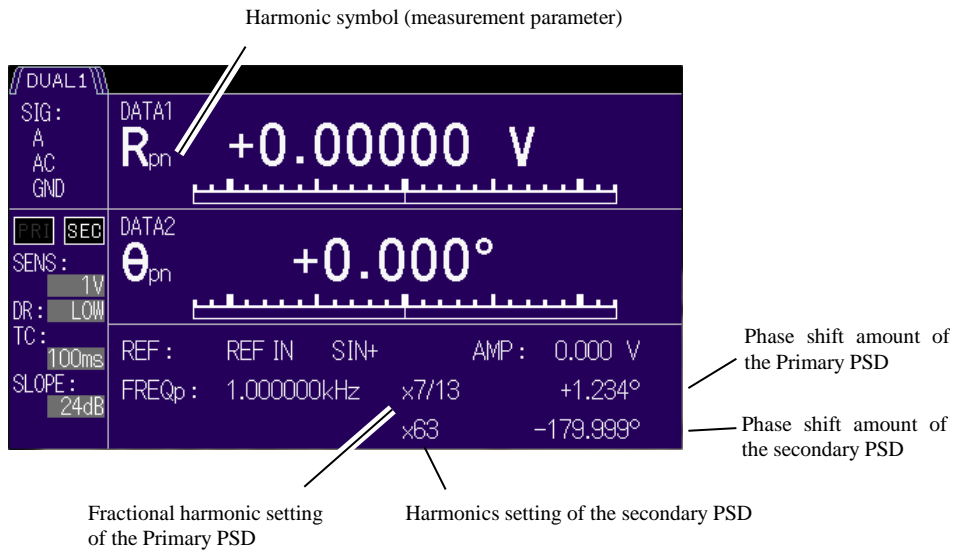 Harmonic symbol (measurement parameter)
DUAL1
SIG:
A
AC
GND
DATA1
Rpn +0.00000 V
PRI SEC
SENS:
1V
DR: LOW
TC:
100ms
SLOPE:
24dB
DATA2
θpn +0.000°
REF: REF IN SIN+ AMP: 0.000 V
FREQp: 1.000000kHz x7/13 +1.234°
x63 -179.999°
Phase shift amount of
the Primary PSD
Phase shift amount of
the secondary PSD
Fractional harmonic setting
of the Primary PSD
Harmonics setting of the secondary PSD